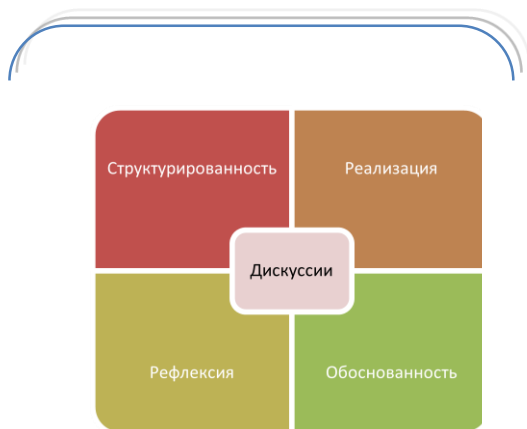 Структурированность
Реализация
Дискуссии
Рефлексия
Обоснованность